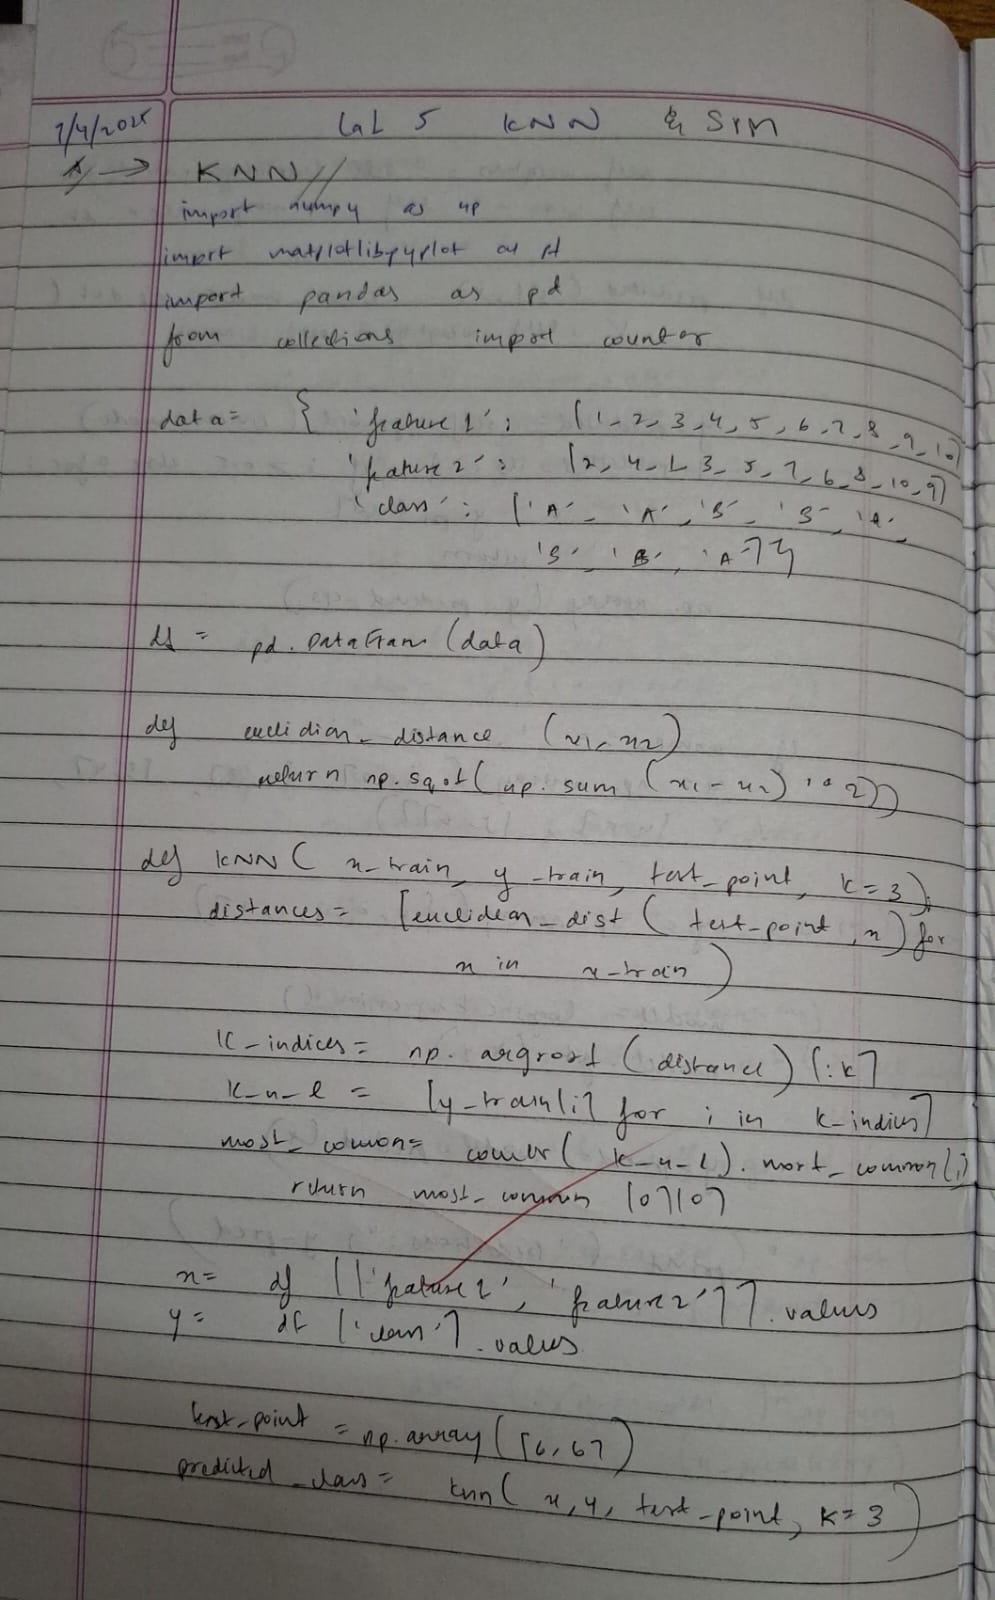 7/4/2025 Lab 5 KNN & SVM
A → KNN //
import numpy as np
import matplotlib.pyplot as plt
import pandas as pd
from collections import counter
data = { 'feature 1' : [1, 2, 3, 4, 5, 6, 7, 8, 9, 10]
'feature 2' : [2, 4, 1, 3, 5, 7, 6, 8, 10, 9]
'class' : ['A', 'A', 'B', 'B', 'A',
'B', 'B', 'A']}
df = pd.DataFram (data)
def euclidian_distance (x1, x2)
return np.sqrt( np.sum (x1 - x2) ** 2))
def KNN ( x_train, y_train, test_point, k=3);
distances = [euclidean_dist ( test_point, x) for
x in x_train)
k_indices = np.argsort (distance) [:k]
k_n_l = [y_train[i] for i in k_indices]
most_common = counter( k_n_l). most_common(1)
return most_common [0][0]
x = df [['feature 1', 'feature 2']].values
y = df ['class'].values
test_point = np.array ([6,6])
predicted_class = knn( x, y, test_point, k=3)